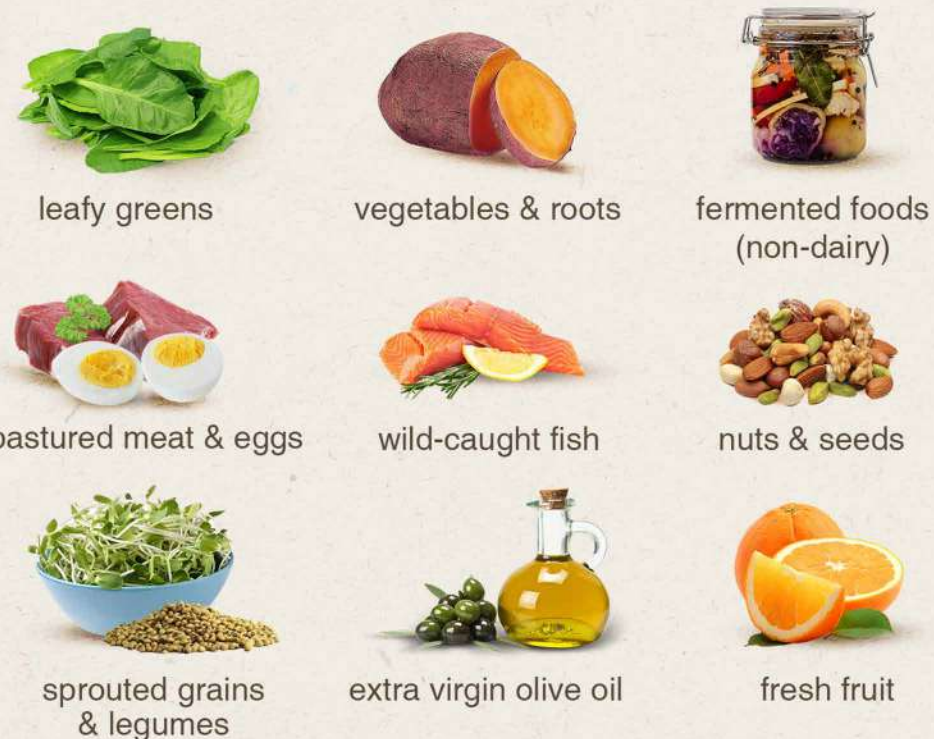 leafy greens
vegetables & roots
fermented foods
(non-dairy)
pastured meat & eggs
wild-caught fish
nuts & seeds
sprouted grains
& legumes
extra virgin olive oil
fresh fruit